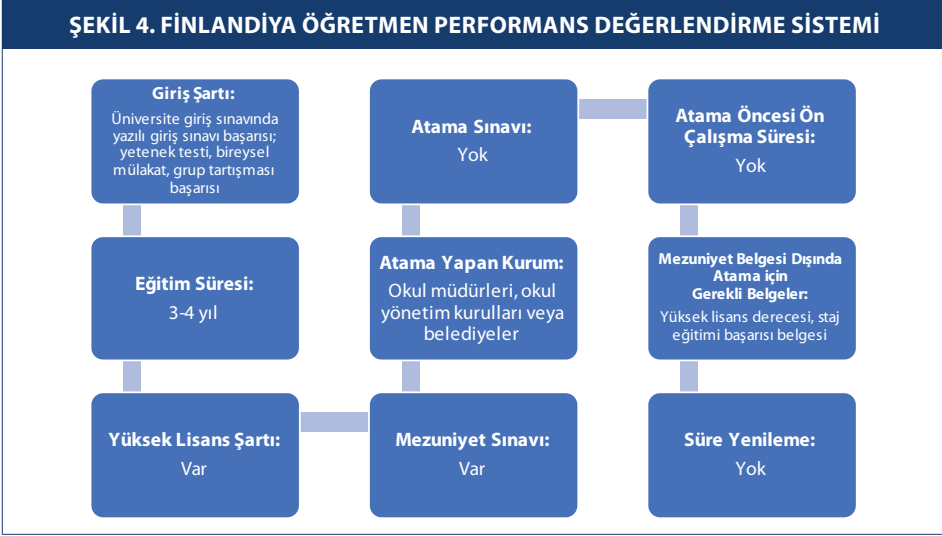 ŞEKİL 4. FİNLANDİYA ÖĞRETMEN PERFORMANS DEĞERLENDİRME SİSTEMİ
Giriş Şartı:
Üniversite giriş sınavında
yazılı giriş sınavı başarısı;
yetenek testi, bireysel
mülakat, grup tartışması
başarısı
Eğitim Süresi:
3-4 yıl
Yüksek Lisans Şartı:
Var
Mezuniyet Sınavı:
Var
Atama Yapan Kurum:
Okul müdürleri, okul
yönetim kurulları veya
belediyeler
Atama Sınavı:
Yok
Atama Öncesi Ön
Çalışma Süresi:
Yok
Mezuniyet Belgesi Dışında
Atama için
Gerekli Belgeler:
Yüksek lisans derecesi, staj
eğitimi başarısı belgesi
Süre Yenileme:
Yok